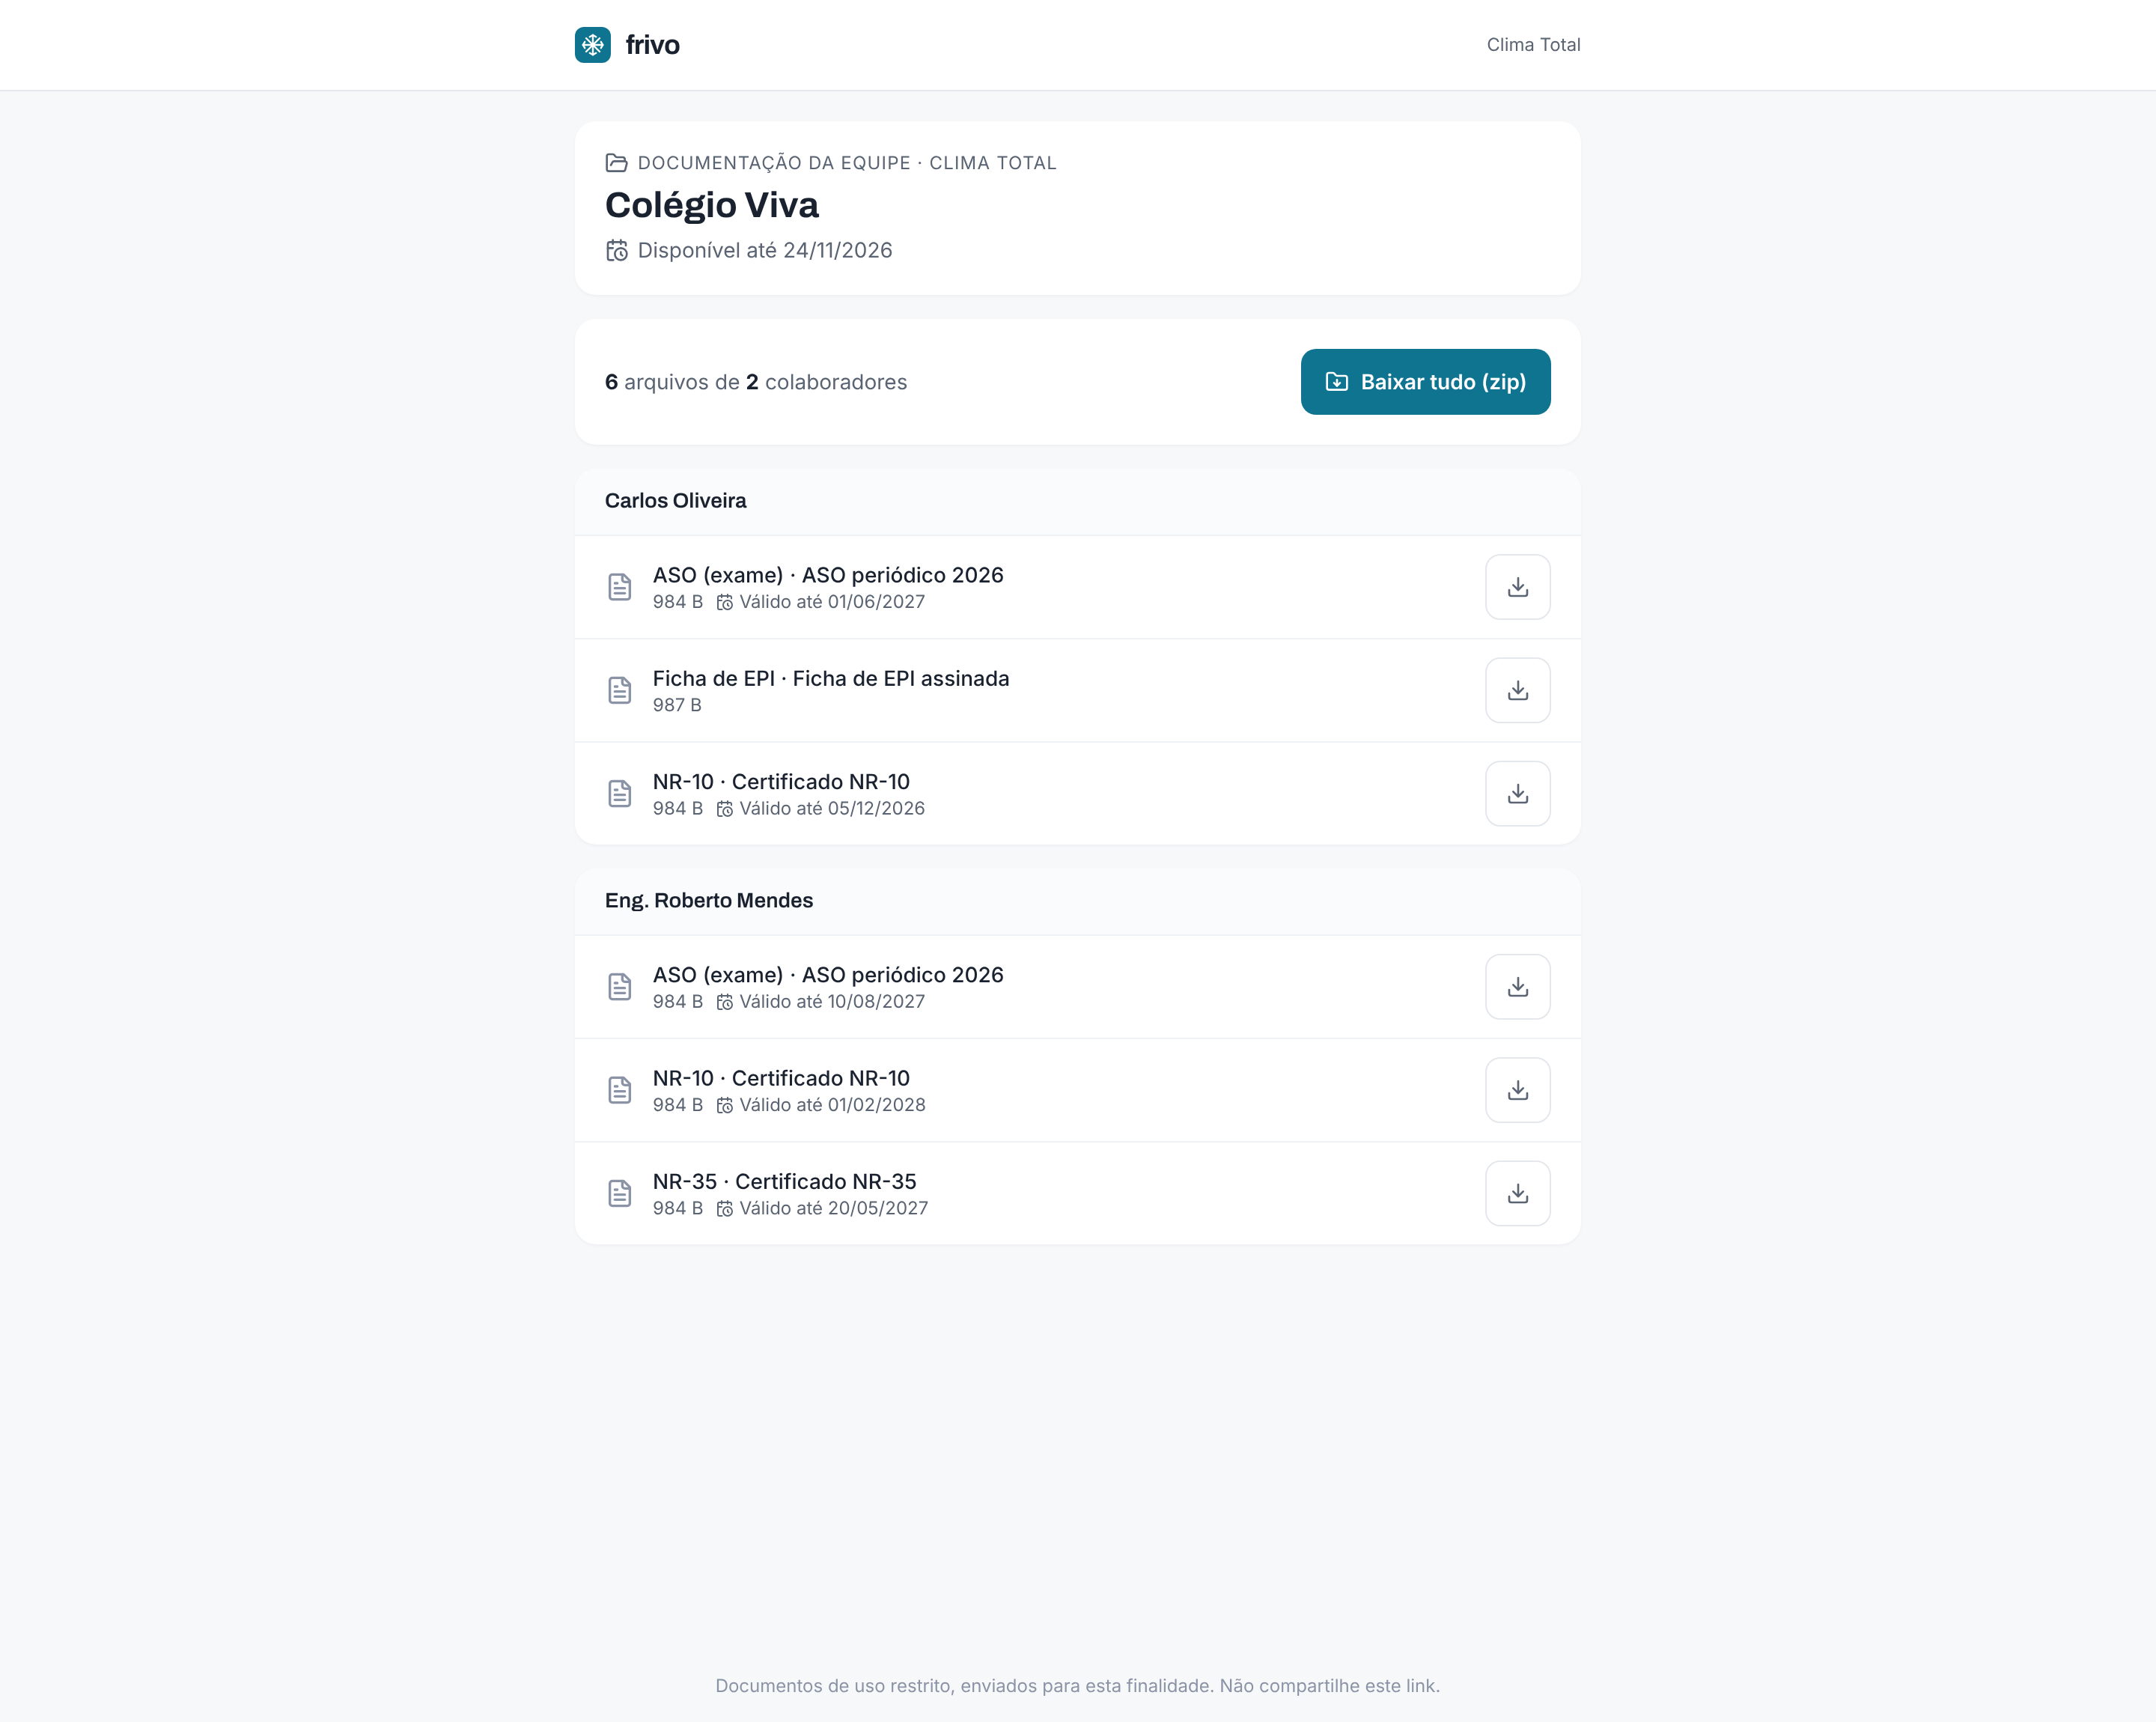 frivo
Clima Total
DOCUMENTAÇÃO DA EQUIPE · CLIMA TOTAL
Colégio Viva
Disponível até 24/11/2026
6 arquivos de 2 colaboradores
Baixar tudo (zip)
Carlos Oliveira
ASO (exame) · ASO periódico 2026
984 B Válido até 01/06/2027
Ficha de EPI · Ficha de EPI assinada
987 B
NR-10 · Certificado NR-10
984 B Válido até 05/12/2026
Eng. Roberto Mendes
ASO (exame) · ASO periódico 2026
984 B Válido até 10/08/2027
NR-10 · Certificado NR-10
984 B Válido até 01/02/2028
NR-35 · Certificado NR-35
984 B Válido até 20/05/2027
Documentos de uso restrito, enviados para esta finalidade. Não compartilhe este link.